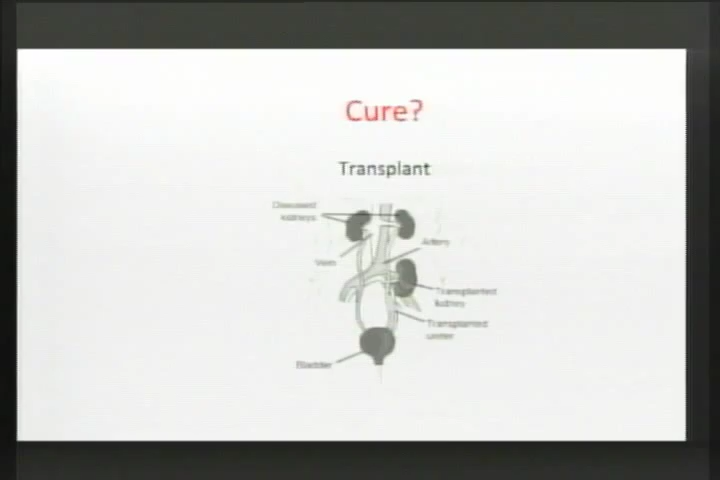 Cure?
Transplant
Diseased
kidneys
Artery
Vein
Transplanted
kidney
Transplanted
ureter
Bladder